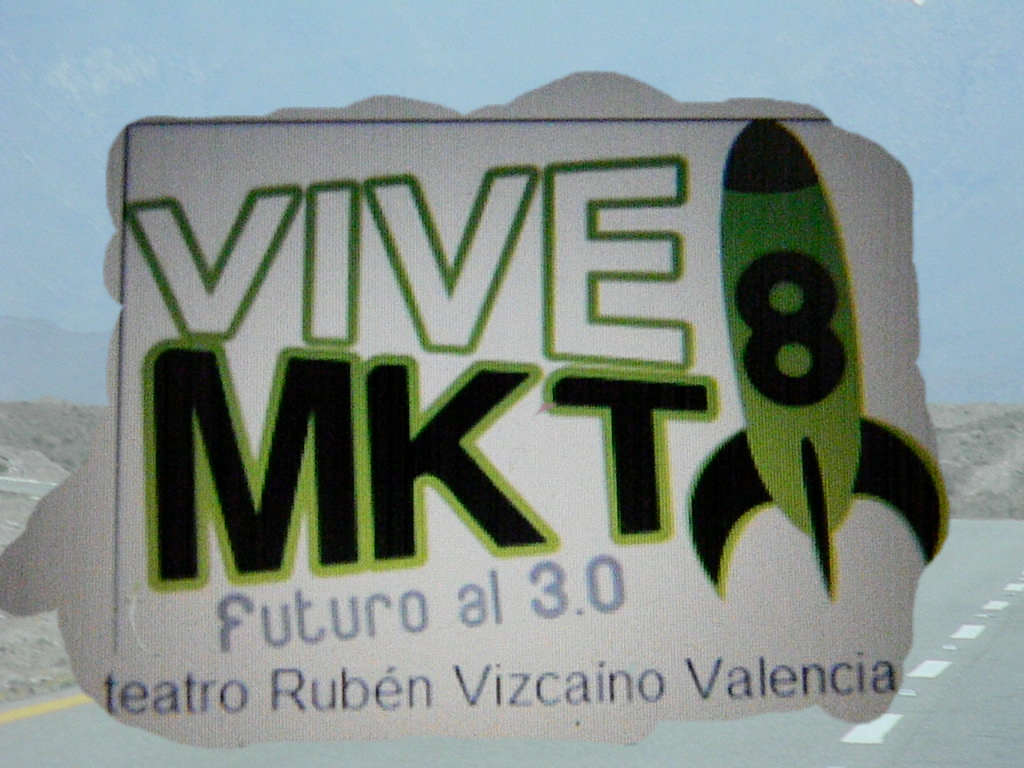 VIVE
MKT
8
Futuro al 3.0
teatro Rubén Vizcaino Valencia